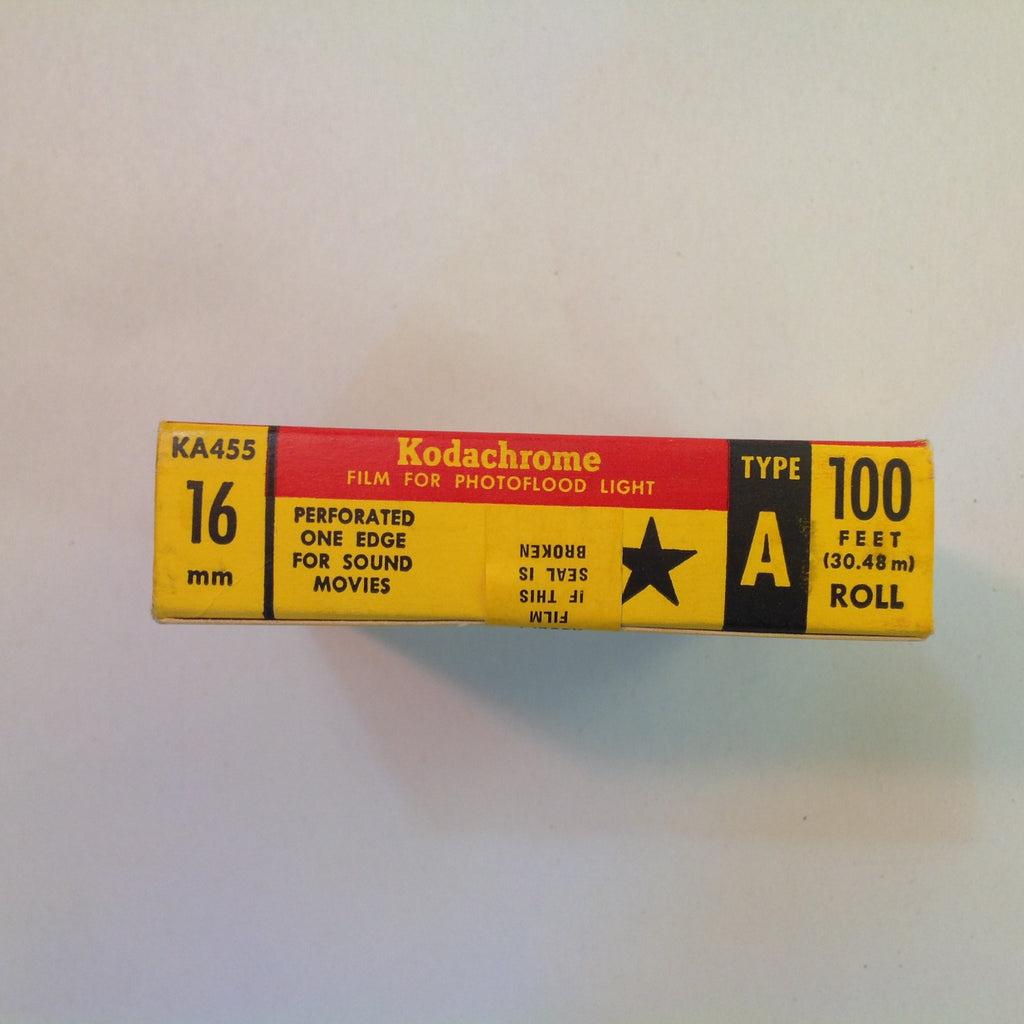 KA455
16
mm
Kodachrome
FILM FOR PHOTOFLOOD LIGHT
PERFORATED
ONE EDGE
FOR SOUND
MOVIES
FILM
IF THIS
SEAL IS
BROKEN
TYPE
A
100
FEET
(30.48 m)
ROLL